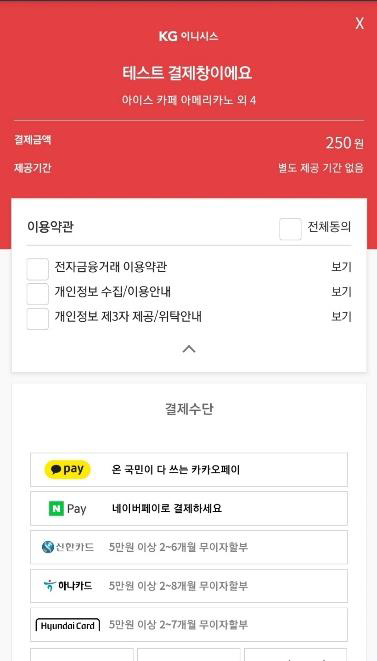 X
KG 이니시스
테스트 결제창이에요
아이스 카페 아메리카노 외 4
결제금액 250 원
제공기간 별도 제공 기간 없음
이용약관 전체동의
전자금융거래 이용약관 보기
개인정보 수집/이용안내 보기
개인정보 제3자 제공/위탁안내 보기
결제수단
pay 온 국민이 다 쓰는 카카오페이
N Pay 네이버페이로 결제하세요
신한카드 5만원 이상 2~6개월 무이자할부
하나카드 5만원 이상 2~8개월 무이자할부
Hyundai Card 5만원 이상 2~7개월 무이자할부